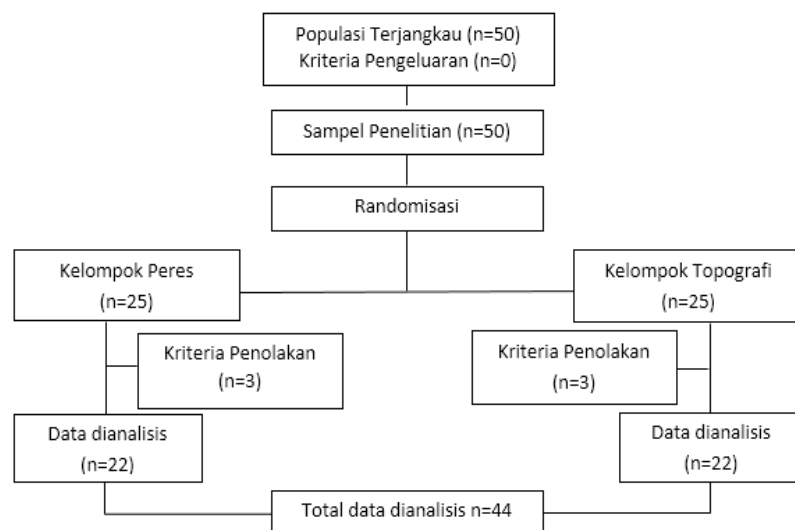 Populasi Terjangkau (n=50)
Kriteria Pengeluaran (n=0)
Sampel Penelitian (n=50)
Randomisasi
Kelompok Peres
(n=25)
Kelompok Topografi
(n=25)
Kriteria Penolakan
(n=3)
Kriteria Penolakan
(n=3)
Data dianalisis
(n=22)
Data dianalisis
(n=22)
Total data dianalisis n=44